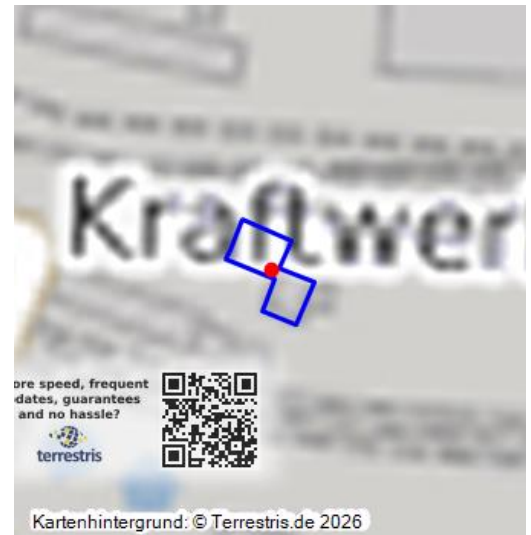 Kraftwer
ore speed, frequent
dates, guarantees
and no hassle?
terrestris
Kartenhintergrund: © Terrestris.de 2026